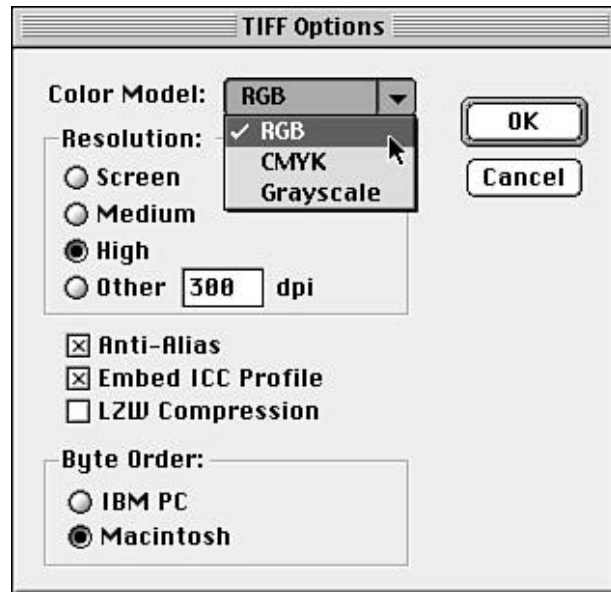 TIFF Options
Color Model: RGB
RGB
CMYK
Grayscale
OK
Cancel
Resolution:
Screen
Medium
High
Other 300 dpi
Anti-Alias
Embed ICC Profile
LZW Compression
Byte Order:
IBM PC
Macintosh